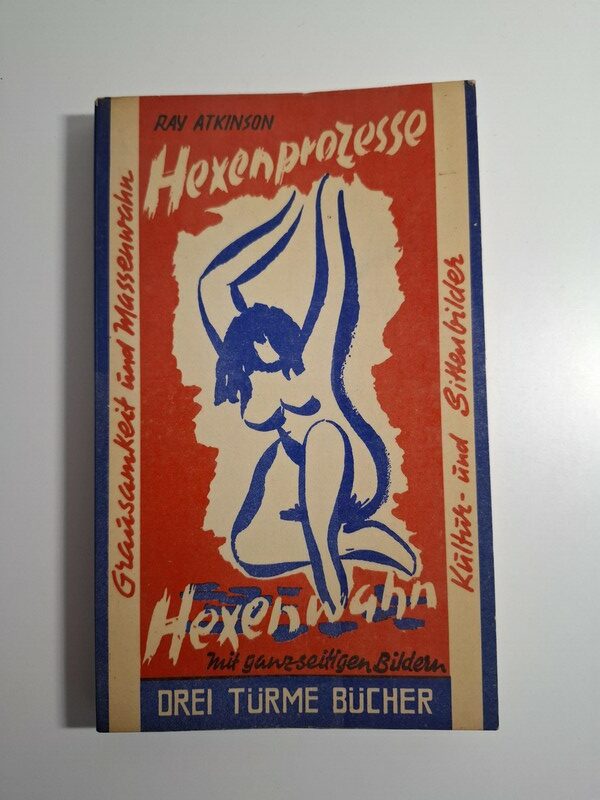 RAY ATKINSON
Hexenprozesse
Grausamkeit und Massenwahn
Kultur- und Sittenbilder
Hexenwahn
mit ganzseitigen Bildern
DREI TÜRME BÜCHER